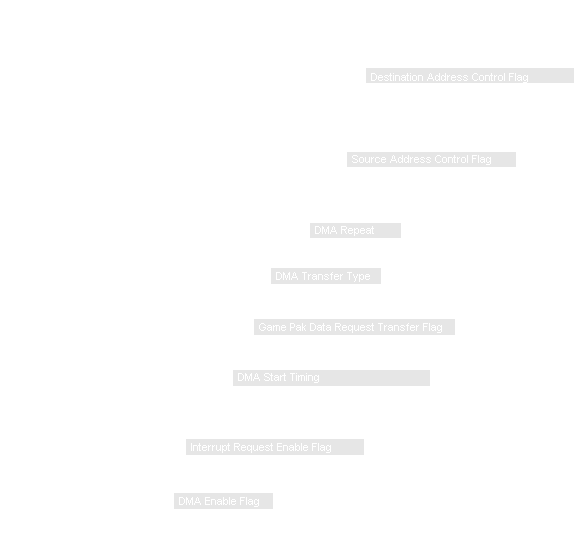 Destination Address Control Flag
Source Address Control Flag
DMA Repeat
DMA Transfer Type
Game Pak Data Request Transfer Flag
DMA Start Timing
Interrupt Request Enable Flag
DMA Enable Flag